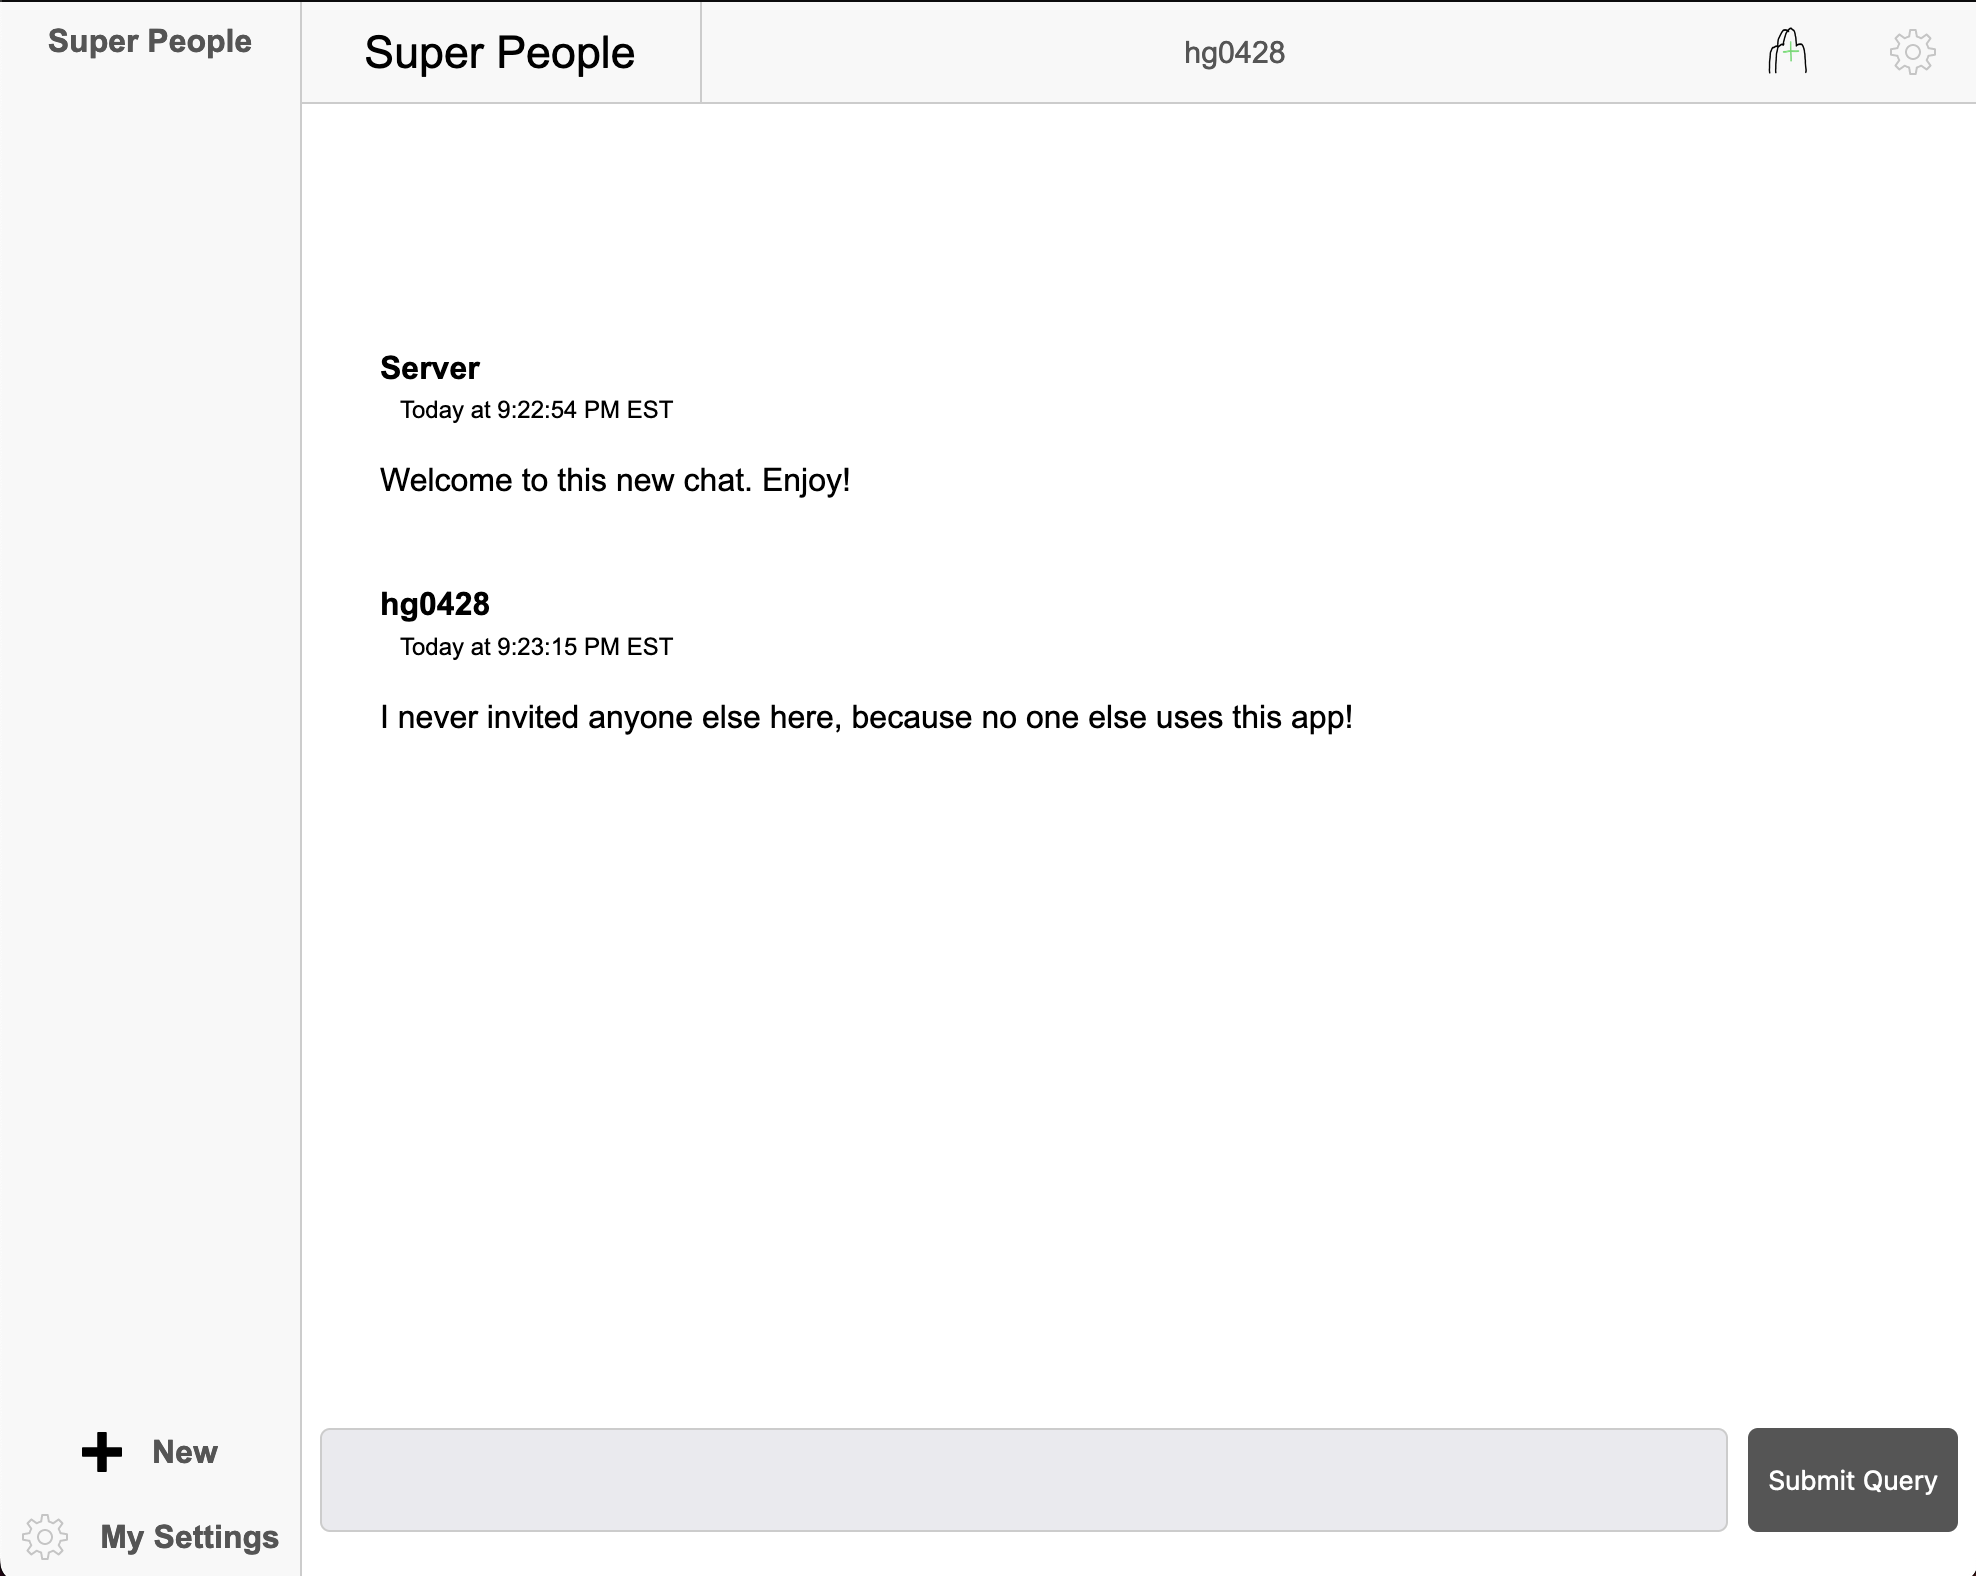 Super People
Super People
hg0428
Server
Today at 9:22:54 PM EST
Welcome to this new chat. Enjoy!
hg0428
Today at 9:23:15 PM EST
I never invited anyone else here, because no one else uses this app!
New
My Settings
Submit Query